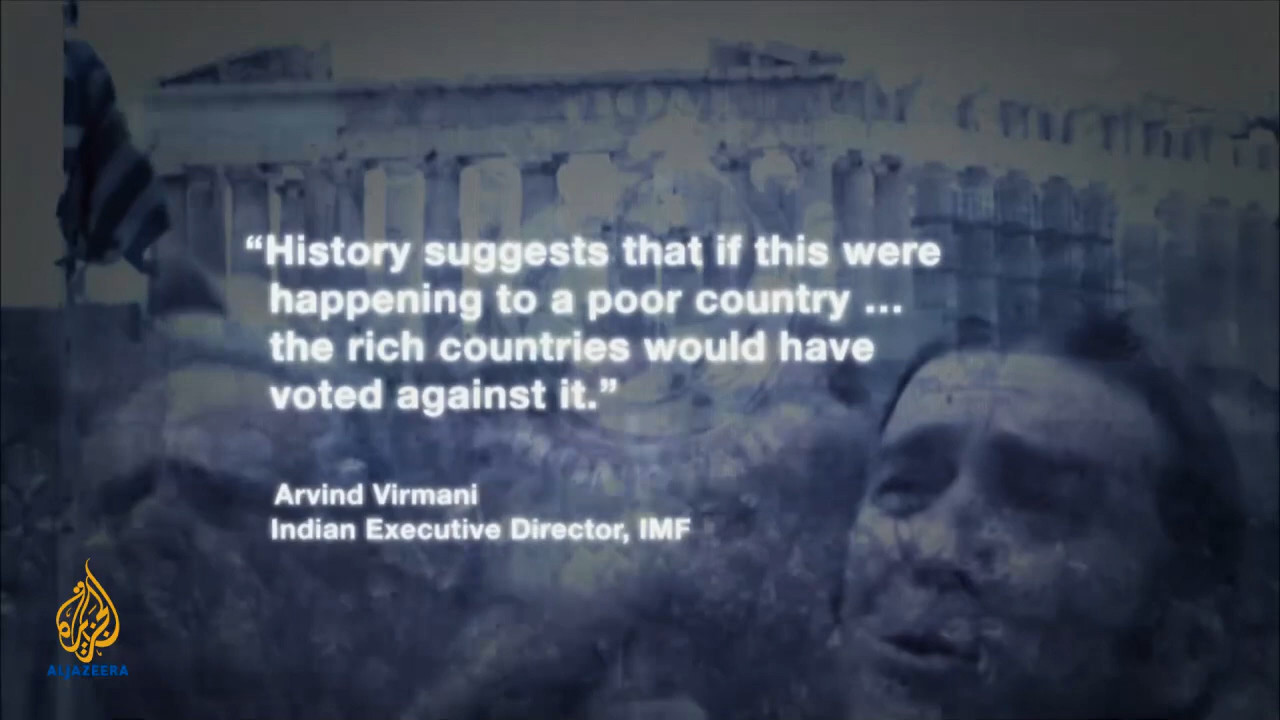 “History suggests that if this were
happening to a poor country ...
the rich countries would have
voted against it.”
Arvind Virmani
Indian Executive Director, IMF
الجزيرة
ALJAZEERA